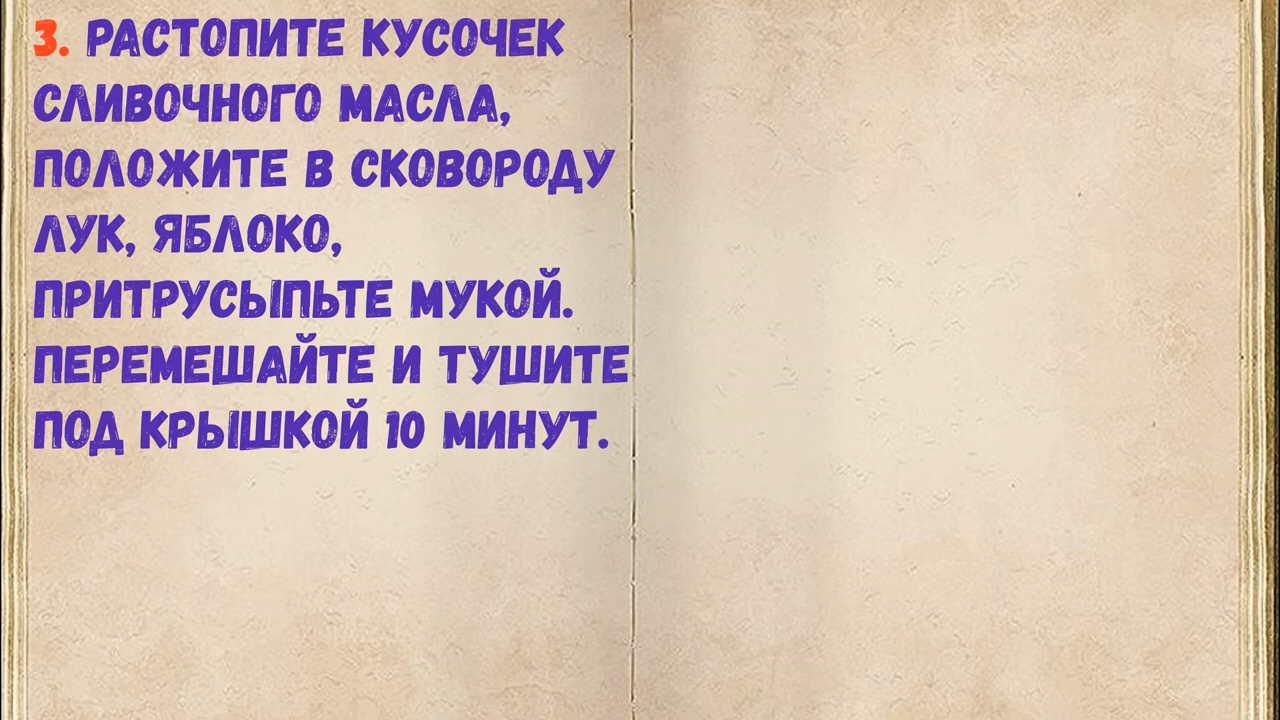 3. РАСТОПИТЕ КУСОЧЕК
СЛИВОЧНОГО МАСЛА,
ПОЛОЖИТЕ В СКОВОРОДУ
ЛУК, ЯБЛОКО,
ПРИТРУСЫПЬТЕ МУКОЙ.
ПЕРЕМЕШАЙТЕ И ТУШИТЕ
ПОД КРЫШКОЙ 10 МИНУТ.